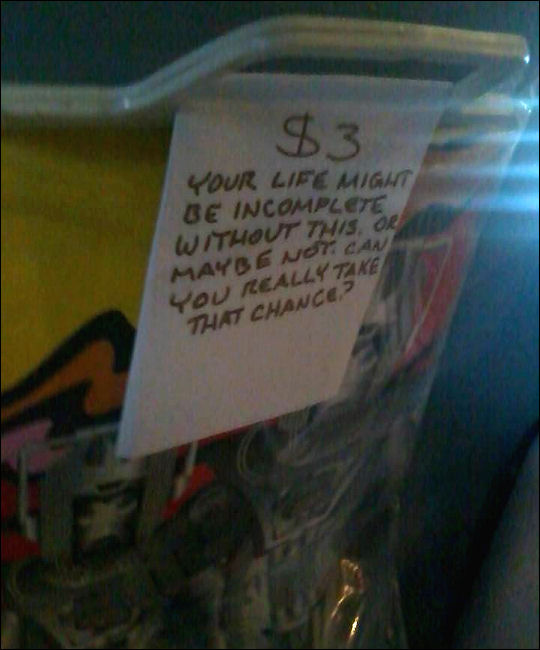 $3
YOUR LIFE MIGHT
BE INCOMPLETE
WITHOUT THIS. OR
MAYBE NOT. CAN
YOU REALLY TAKE
THAT CHANCE?